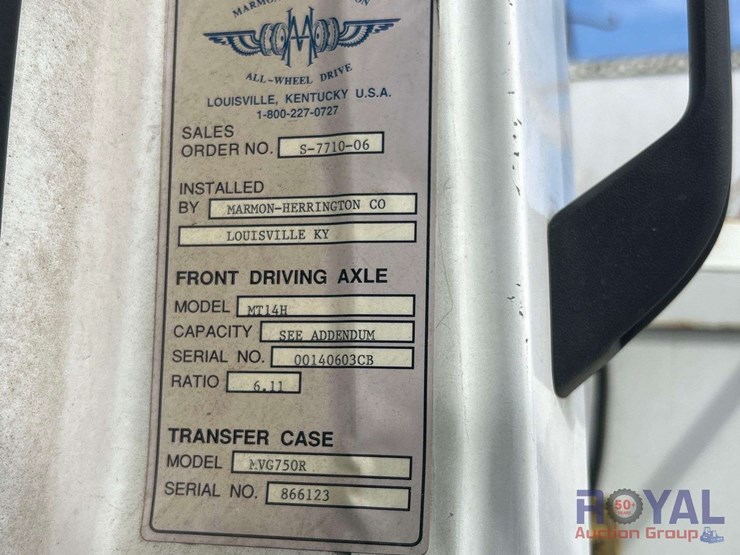 ALL-WHEEL DRIVE
LOUISVILLE, KENTUCKY U.S.A.
1-800-227-0727
SALES
ORDER NO. S-7710-06
INSTALLED
BY MARMON-HERRINGTON CO
LOUISVILLE KY
FRONT DRIVING AXLE
MODEL MT14H
CAPACITY SEE ADDENDUM
SERIAL NO. 00140603CB
RATIO 6.11
TRANSFER CASE
MODEL MVG750R
SERIAL NO. 866123
ROYAL
50+
Auction Group